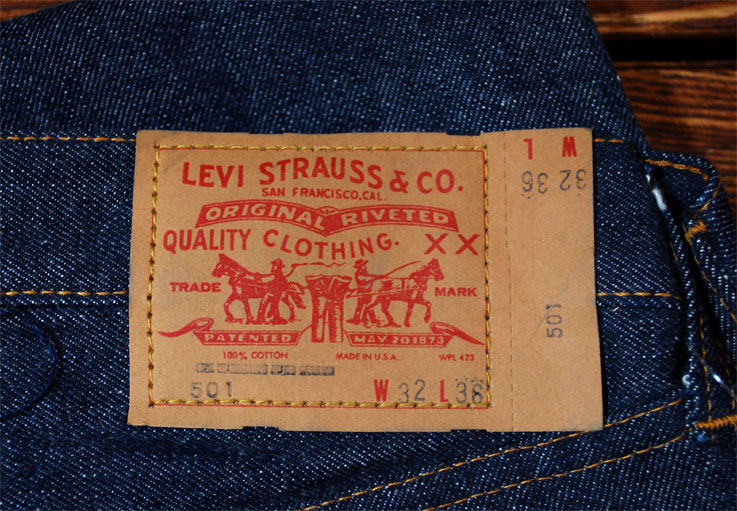 LEVI STRAUSS & CO.
SAN FRANCISCO, CAL.
ORIGINAL RIVETED
QUALITY CLOTHING. XX
TRADE MARK
PATENTED MAY 20 1873
100% COTTON MADE IN U.S.A. WPL 423
501 W 32 L 36
W L
32 36
501